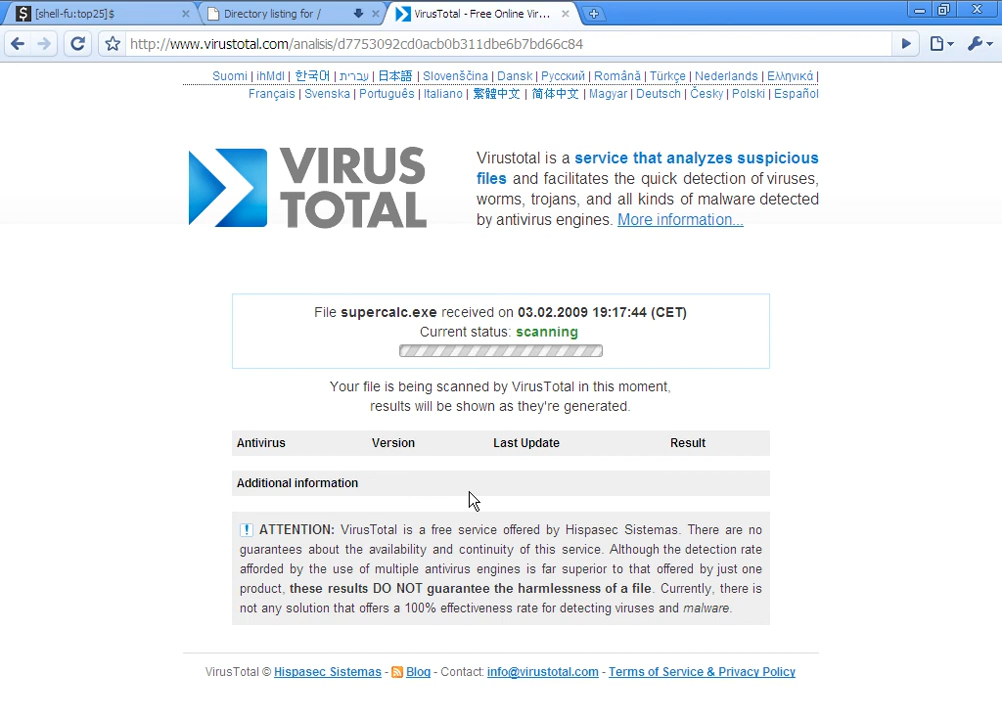 [shell-fu:top25]$
Directory listing for /
VirusTotal - Free Online Vir...
http://www.virustotal.com/analisis/d7753092cd0acb0b311dbe6b7bd66c84
Suomi | ihMdI | 한국어 | עברית | 日本語 | Slovenščina | Dansk | Русский | Română | Türkçe | Nederlands | Ελληνικά |
Français | Svenska | Português | Italiano | 繁體中文 | 简体中文 | Magyar | Deutsch | Česky | Polski | Español
VIRUS
TOTAL
Virustotal is a service that analyzes suspicious
files and facilitates the quick detection of viruses,
worms, trojans, and all kinds of malware detected
by antivirus engines. More information...
File supercalc.exe received on 03.02.2009 19:17:44 (CET)
Current status: scanning
Your file is being scanned by VirusTotal in this moment,
results will be shown as they're generated.
Antivirus Version Last Update Result
Additional information
ATTENTION: VirusTotal is a free service offered by Hispasec Sistemas. There are no
guarantees about the availability and continuity of this service. Although the detection rate
afforded by the use of multiple antivirus engines is far superior to that offered by just one
product, these results DO NOT guarantee the harmlessness of a file. Currently, there is
not any solution that offers a 100% effectiveness rate for detecting viruses and malware.
VirusTotal © Hispasec Sistemas - Blog - Contact: info@virustotal.com - Terms of Service & Privacy Policy